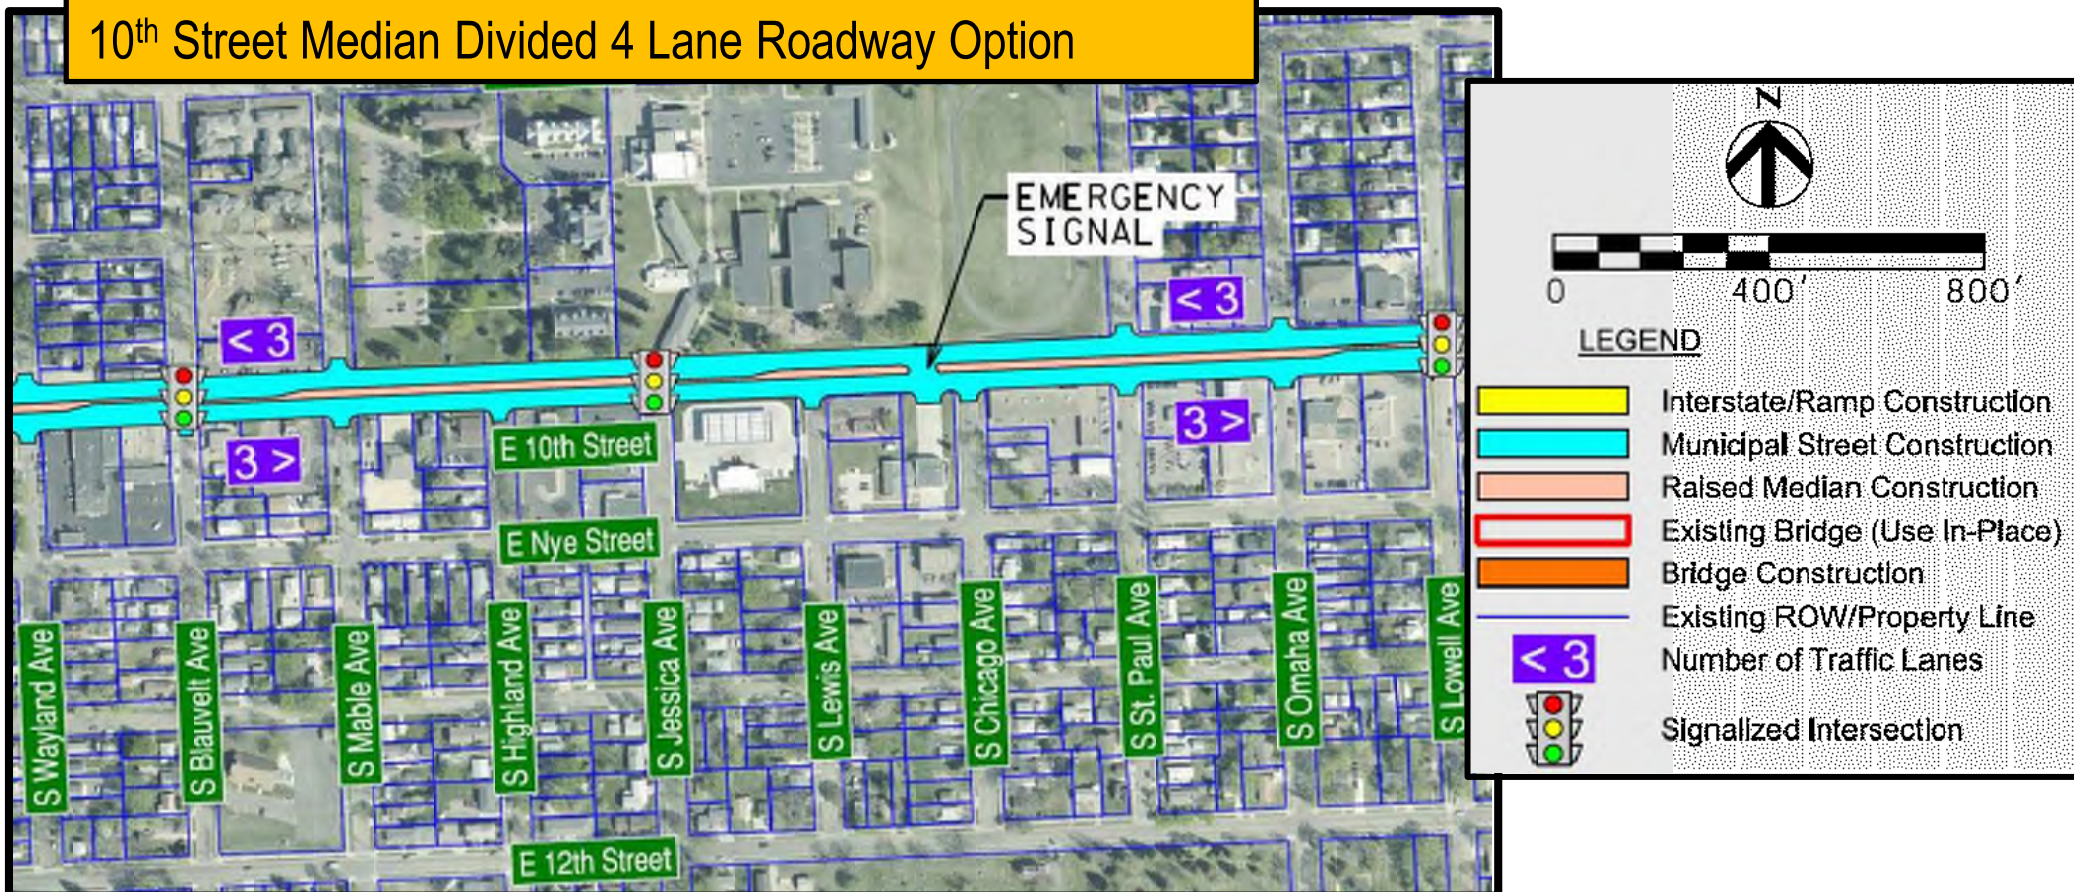 10th Street Median Divided 4 Lane Roadway Option
N
EMERGENCY
SIGNAL
0 400' 800'
LEGEND
Interstate/Ramp Construction
Municipal Street Construction
Raised Median Construction
Existing Bridge (Use In-Place)
Bridge Construction
Existing ROW/Property Line
< 3 Number of Traffic Lanes
Signalized Intersection
< 3
< 3
3 >
3 >
E 10th Street
E Nye Street
S Wayland Ave
S Blauvelt Ave
S Mable Ave
S Highland Ave
S Jessica Ave
S Lewis Ave
S Chicago Ave
S St. Paul Ave
S Omaha Ave
S Lowell Ave
E 12th Street